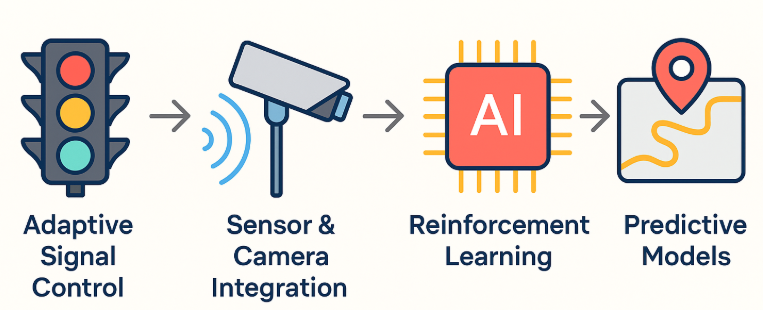 AI
Adaptive
Signal
Control
Sensor &
Camera
Integration
Reinforcement
Learning
Predictive
Models